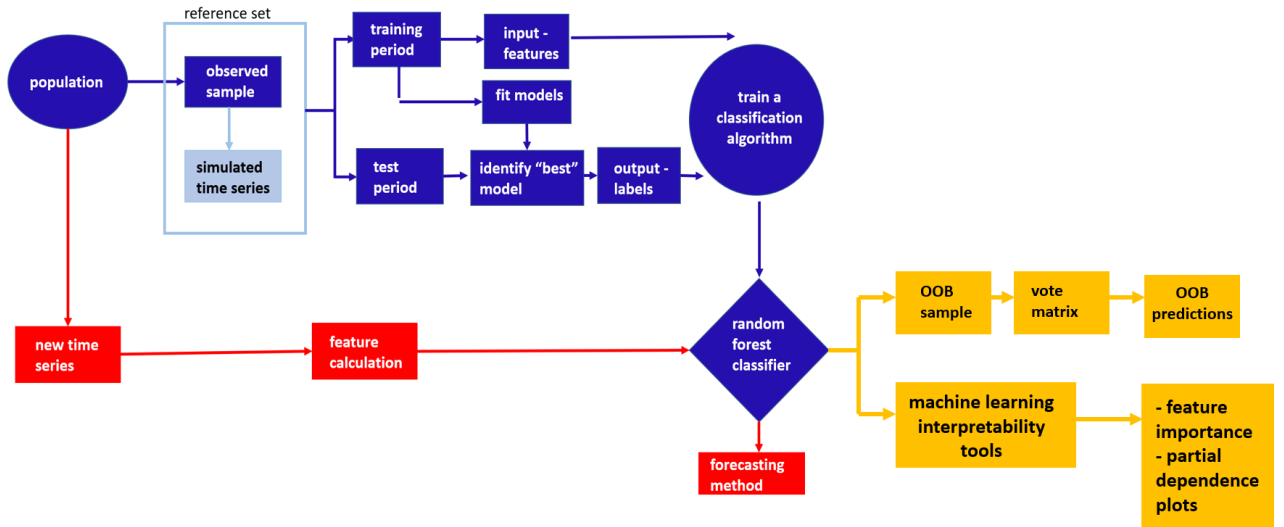 reference set
population
observed
sample
simulated
time series
training
period
input -
features
fit models
test
period
identify “best”
model
output -
labels
train a
classification
algorithm
new time
series
feature
calculation
random
forest
classifier
forecasting
method
OOB
sample
vote
matrix
OOB
predictions
machine learning
interpretability
tools
- feature
importance
- partial
dependence
plots